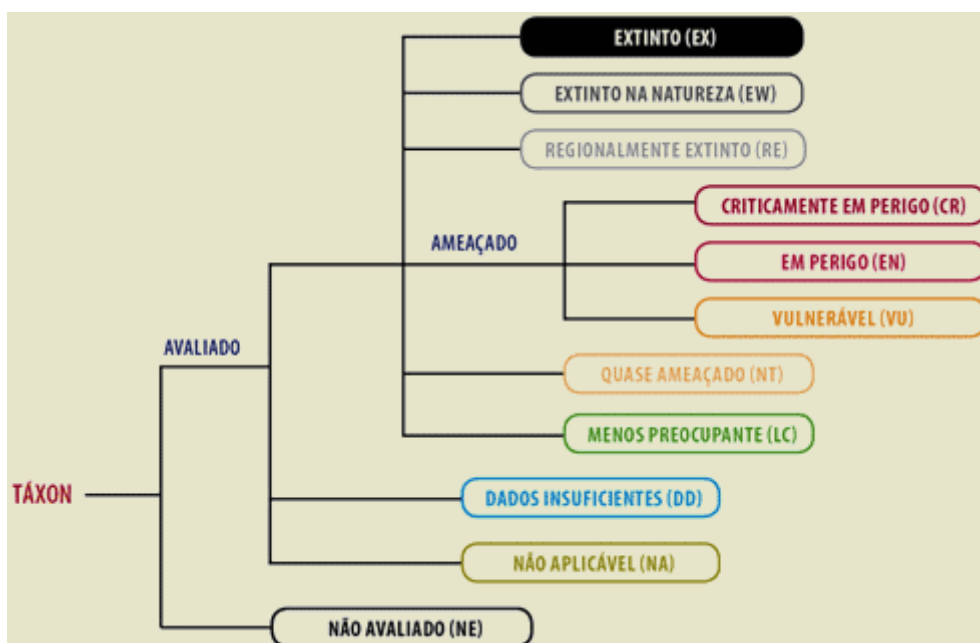 EXTINTO (EX)
EXTINTO NA NATUREZA (EW)
REGIONALMENTE EXTINTO (RE)
CRITICAMENTE EM PERIGO (CR)
AMEAÇADO
EM PERIGO (EN)
VULNERÁVEL (VU)
AVALIADO
QUASE AMEAÇADO (NT)
MENOS PREOCUPANTE (LC)
TÁXON
DADOS INSUFICIENTES (DD)
NÃO APLICÁVEL (NA)
NÃO AVALIADO (NE)